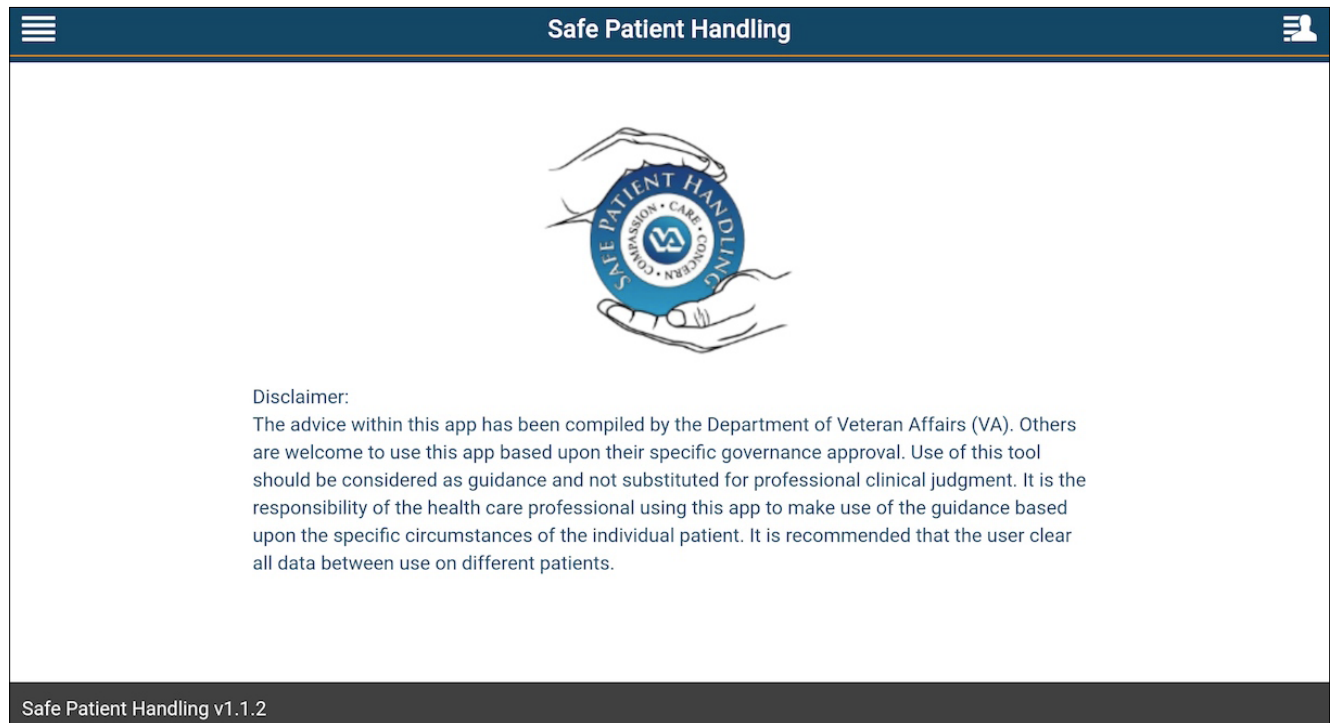 Safe Patient Handling
SAFE PATIENT HANDLING
COMPASSION • CARE • CONCERN •
VA
Disclaimer:
The advice within this app has been compiled by the Department of Veteran Affairs (VA). Others
are welcome to use this app based upon their specific governance approval. Use of this tool
should be considered as guidance and not substituted for professional clinical judgment. It is the
responsibility of the health care professional using this app to make use of the guidance based
upon the specific circumstances of the individual patient. It is recommended that the user clear
all data between use on different patients.
Safe Patient Handling v1.1.2